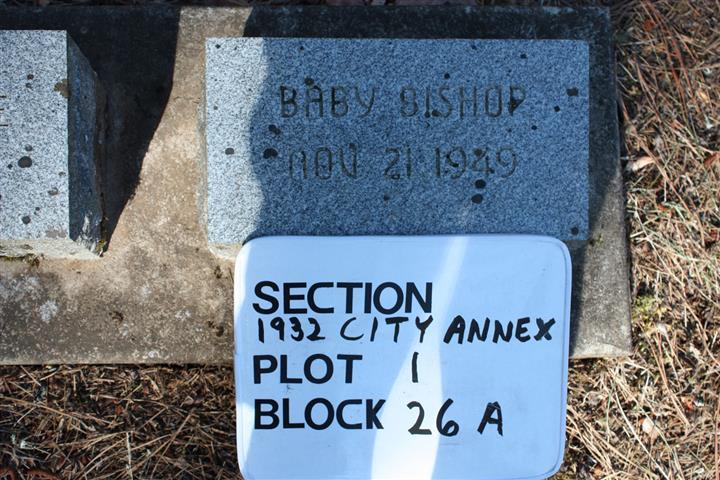 BABY BISHOP
NOV 21 1949
SECTION
1932 CITY ANNEX
PLOT 1
BLOCK 26 A